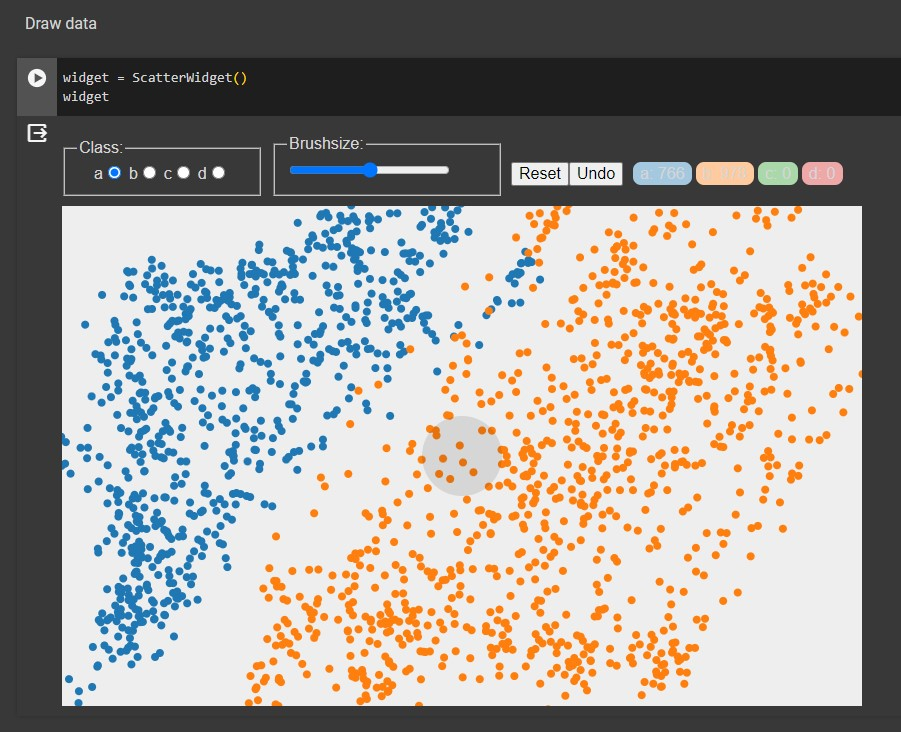 Draw data
widget = ScatterWidget()
widget
Class:
a b c d
Brushsize:
Reset Undo a: 766 c: 0 d: 0